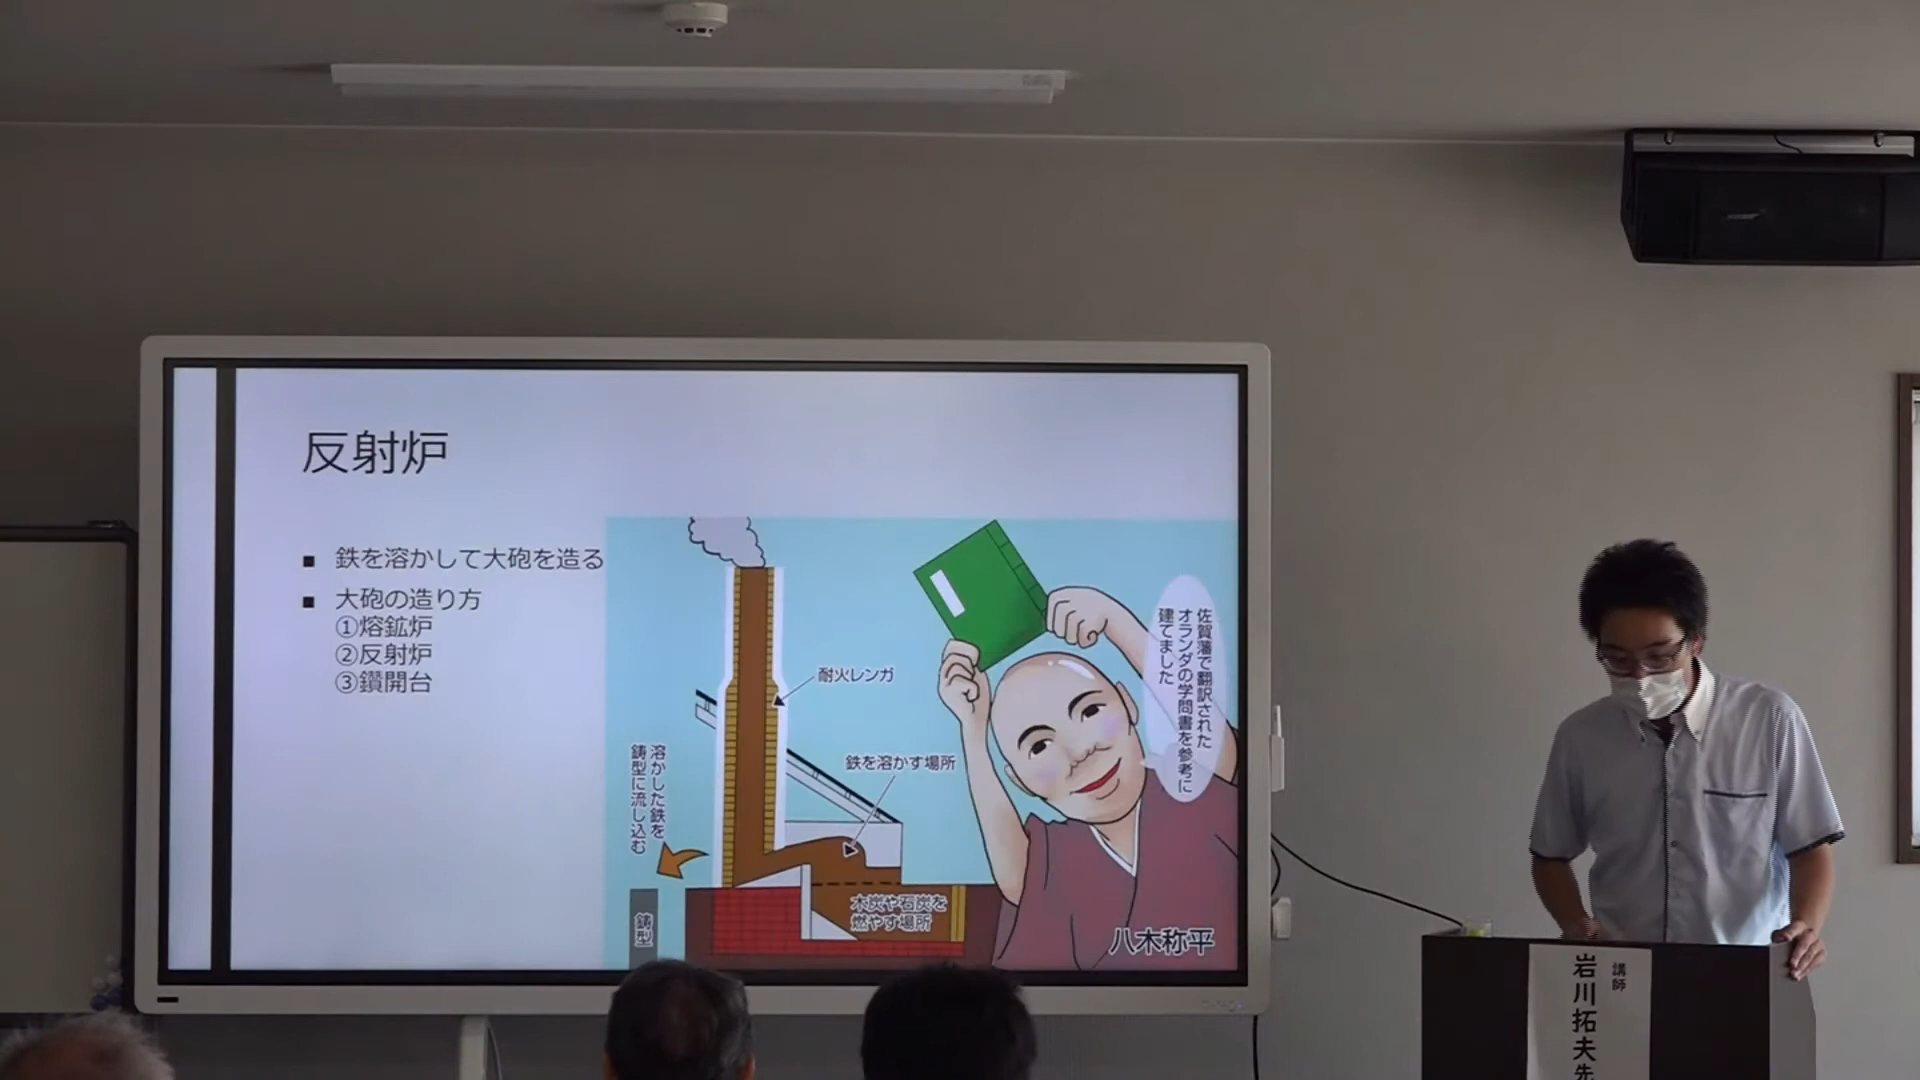 反射炉
■ 鉄を溶かして大砲を造る
■ 大砲の造り方
①熔鉱炉
②反射炉
③鑽開台
耐火レンガ
鉄を溶かす場所
溶かした鉄を
鋳型に流し込む
鋳型
木炭や石炭を
燃やす場所
佐賀藩で翻訳された
オランダの学問書を参考に
建てました
八木称平
講師
岩川拓夫先